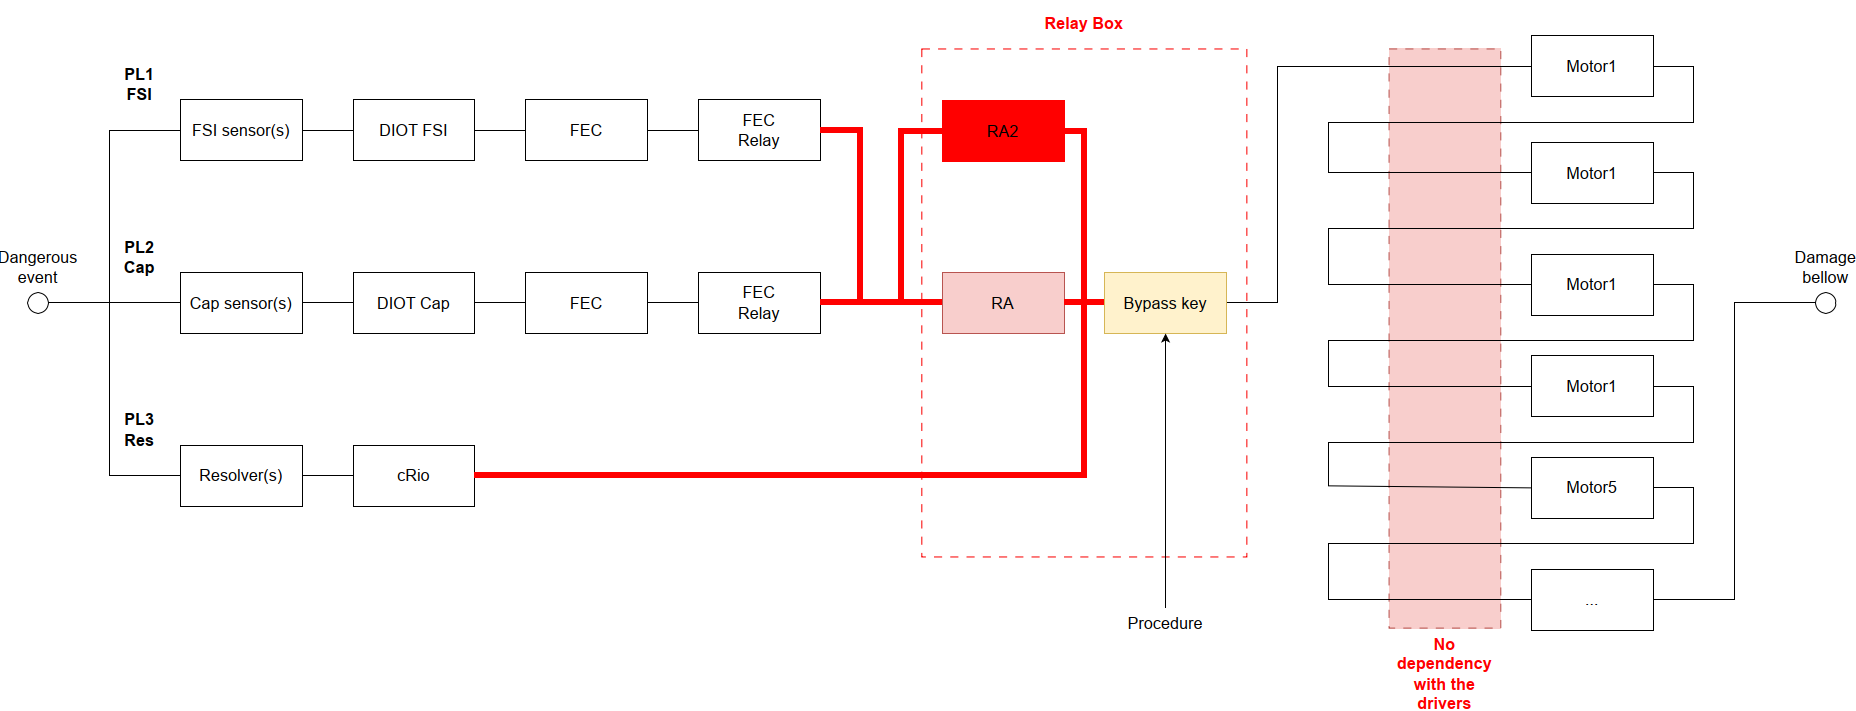 Relay Box
PL1
FSI
FSI sensor(s)
DIOT FSI
FEC
FEC
Relay
RA2
Motor1
Motor1
Dangerous
event
PL2
Cap
Cap sensor(s)
DIOT Cap
FEC
FEC
Relay
RA
Bypass key
Motor1
Damage
bellow
Motor1
PL3
Res
Resolver(s)
cRio
Motor5
...
Procedure
No
dependency
with the
drivers